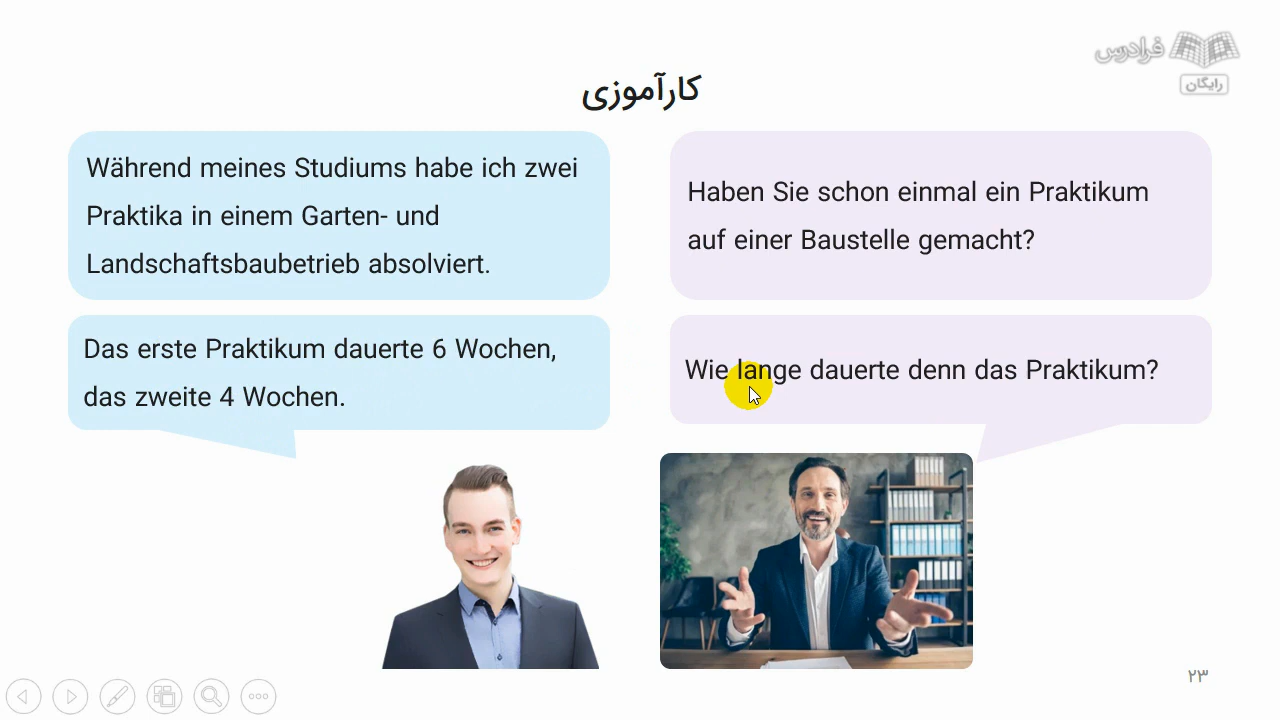 فرادرس
رایگان
کارآموزی
Haben Sie schon einmal ein Praktikum
auf einer Baustelle gemacht?
Während meines Studiums habe ich zwei
Praktika in einem Garten- und
Landschaftsbaubetrieb absolviert.
Wie lange dauerte denn das Praktikum?
Das erste Praktikum dauerte 6 Wochen,
das zweite 4 Wochen.
۲۳